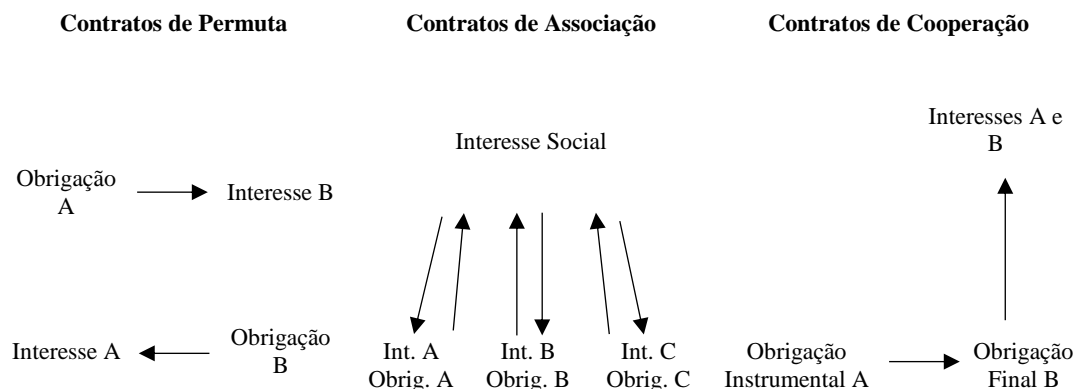 Contratos de Permuta
Contratos de Associação
Contratos de Cooperação
Obrigação
A
Interesse B
Interesse A
Obrigação
B
Interesse Social
Int. A
Obrig. A
Int. B
Obrig. B
Int. C
Obrig. C
Interesses A e
B
Obrigação
Instrumental A
Obrigação
Final B